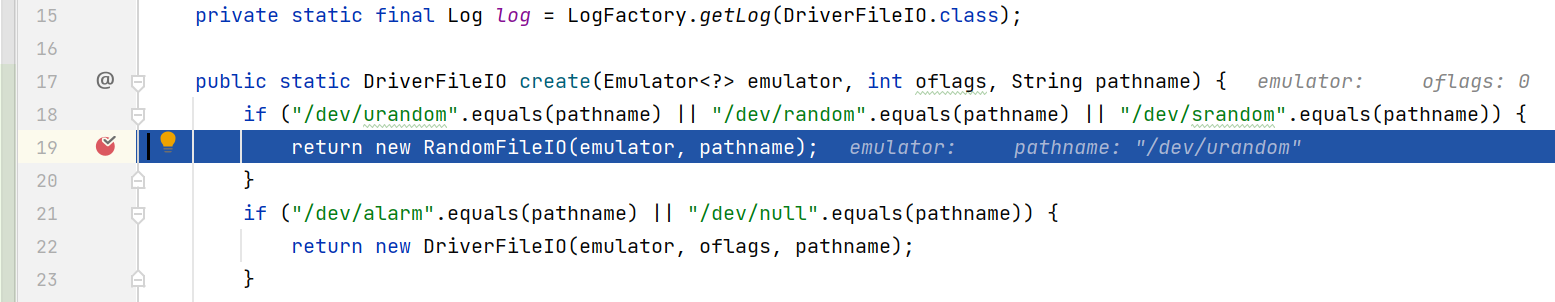 15 private static final Log log = LogFactory.getLog(DriverFileIO.class);
16
17 @ public static DriverFileIO create(Emulator<?> emulator, int oflags, String pathname) { emulator: oflags: 0
18 if ("/dev/urandom".equals(pathname) || "/dev/random".equals(pathname) || "/dev/srandom".equals(pathname)) {
19 return new RandomFileIO(emulator, pathname); emulator: pathname: "/dev/urandom"
20 }
21 if ("/dev/alarm".equals(pathname) || "/dev/null".equals(pathname)) {
22 return new DriverFileIO(emulator, oflags, pathname);
23 }